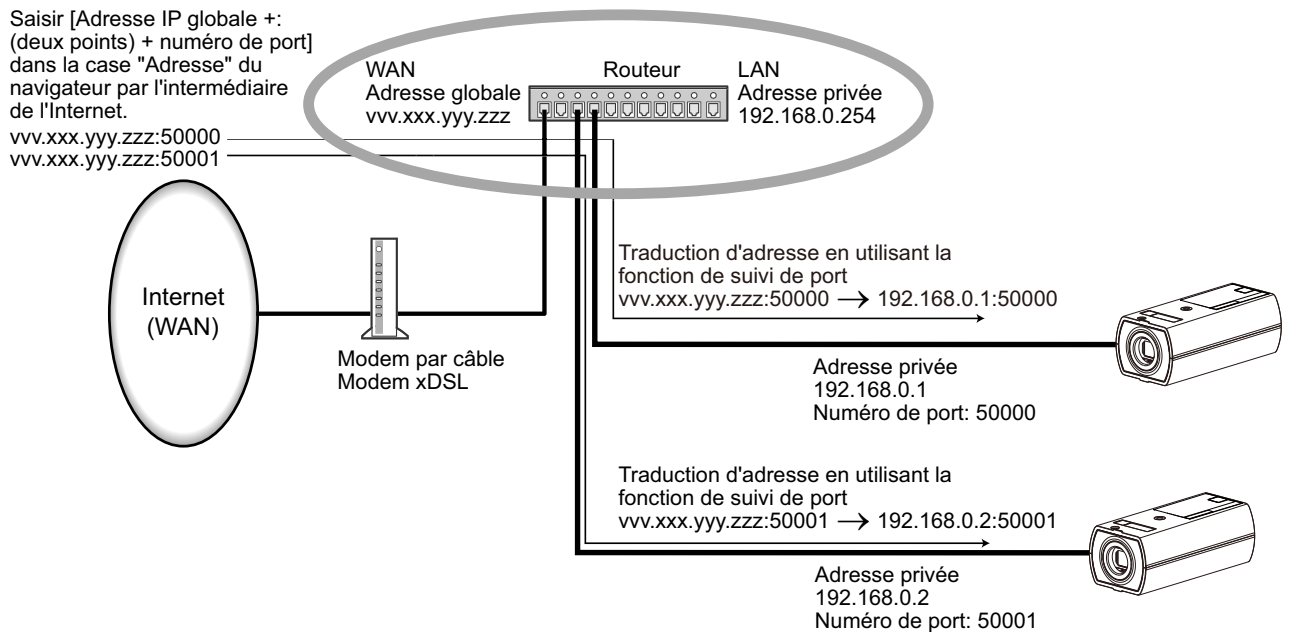 Saisir [Adresse IP globale +:
(deux points) + numéro de port]
dans la case "Adresse" du
navigateur par l'intermédiaire
de l'Internet.
vvv.xxx.yyy.zzz:50000
vvv.xxx.yyy.zzz:50001
WAN
Adresse globale
vvv.xxx.yyy.zzz
Routeur
LAN
Adresse privée
192.168.0.254
Internet
(WAN)
Modem par câble
Modem xDSL
Traduction d'adresse en utilisant la
fonction de suivi de port
vvv.xxx.yyy.zzz:50000 → 192.168.0.1:50000
Adresse privée
192.168.0.1
Numéro de port: 50000
Traduction d'adresse en utilisant la
fonction de suivi de port
vvv.xxx.yyy.zzz:50001 → 192.168.0.2:50001
Adresse privée
192.168.0.2
Numéro de port: 50001